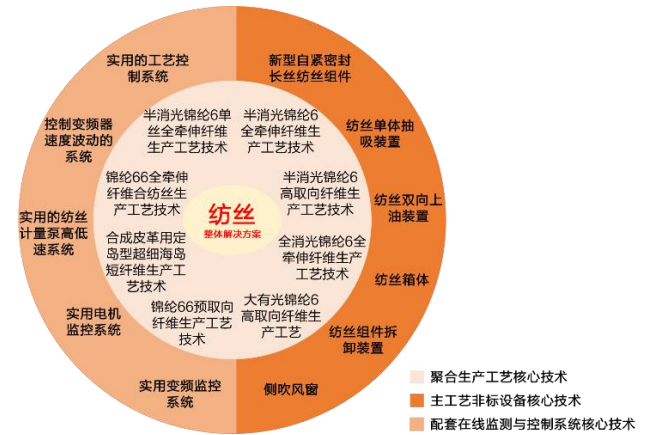 实用的工艺控
制系统
控制变频器
速度波动的
系统
实用的纺丝
计量泵高低
速系统
实用电机
监控系统
实用变频监控
系统
新型自紧密封
长丝纺丝组件
纺丝单体抽
吸装置
纺丝双向上
油装置
纺丝箱体
纺丝组件拆
卸装置
侧吹风窗
半消光锦纶6单
丝全牵伸纤维
生产工艺技术
半消光锦纶6
全牵伸纤维生
产工艺技术
锦纶66全牵伸
纤维合纺丝生
产工艺技术
半消光锦纶6
高取向纤维生
产工艺技术
合成皮革用定
岛型超细海岛
短纤维生产工
艺技术
全消光锦纶6全
牵伸纤维生产
工艺技术
锦纶66预取向
纤维生产工艺
技术
大有光锦纶6
高取向纤维生
产工艺
纺丝
整体解决方案
聚合生产工艺核心技术
主工艺非标设备核心技术
配套在线监测与控制系统核心技术